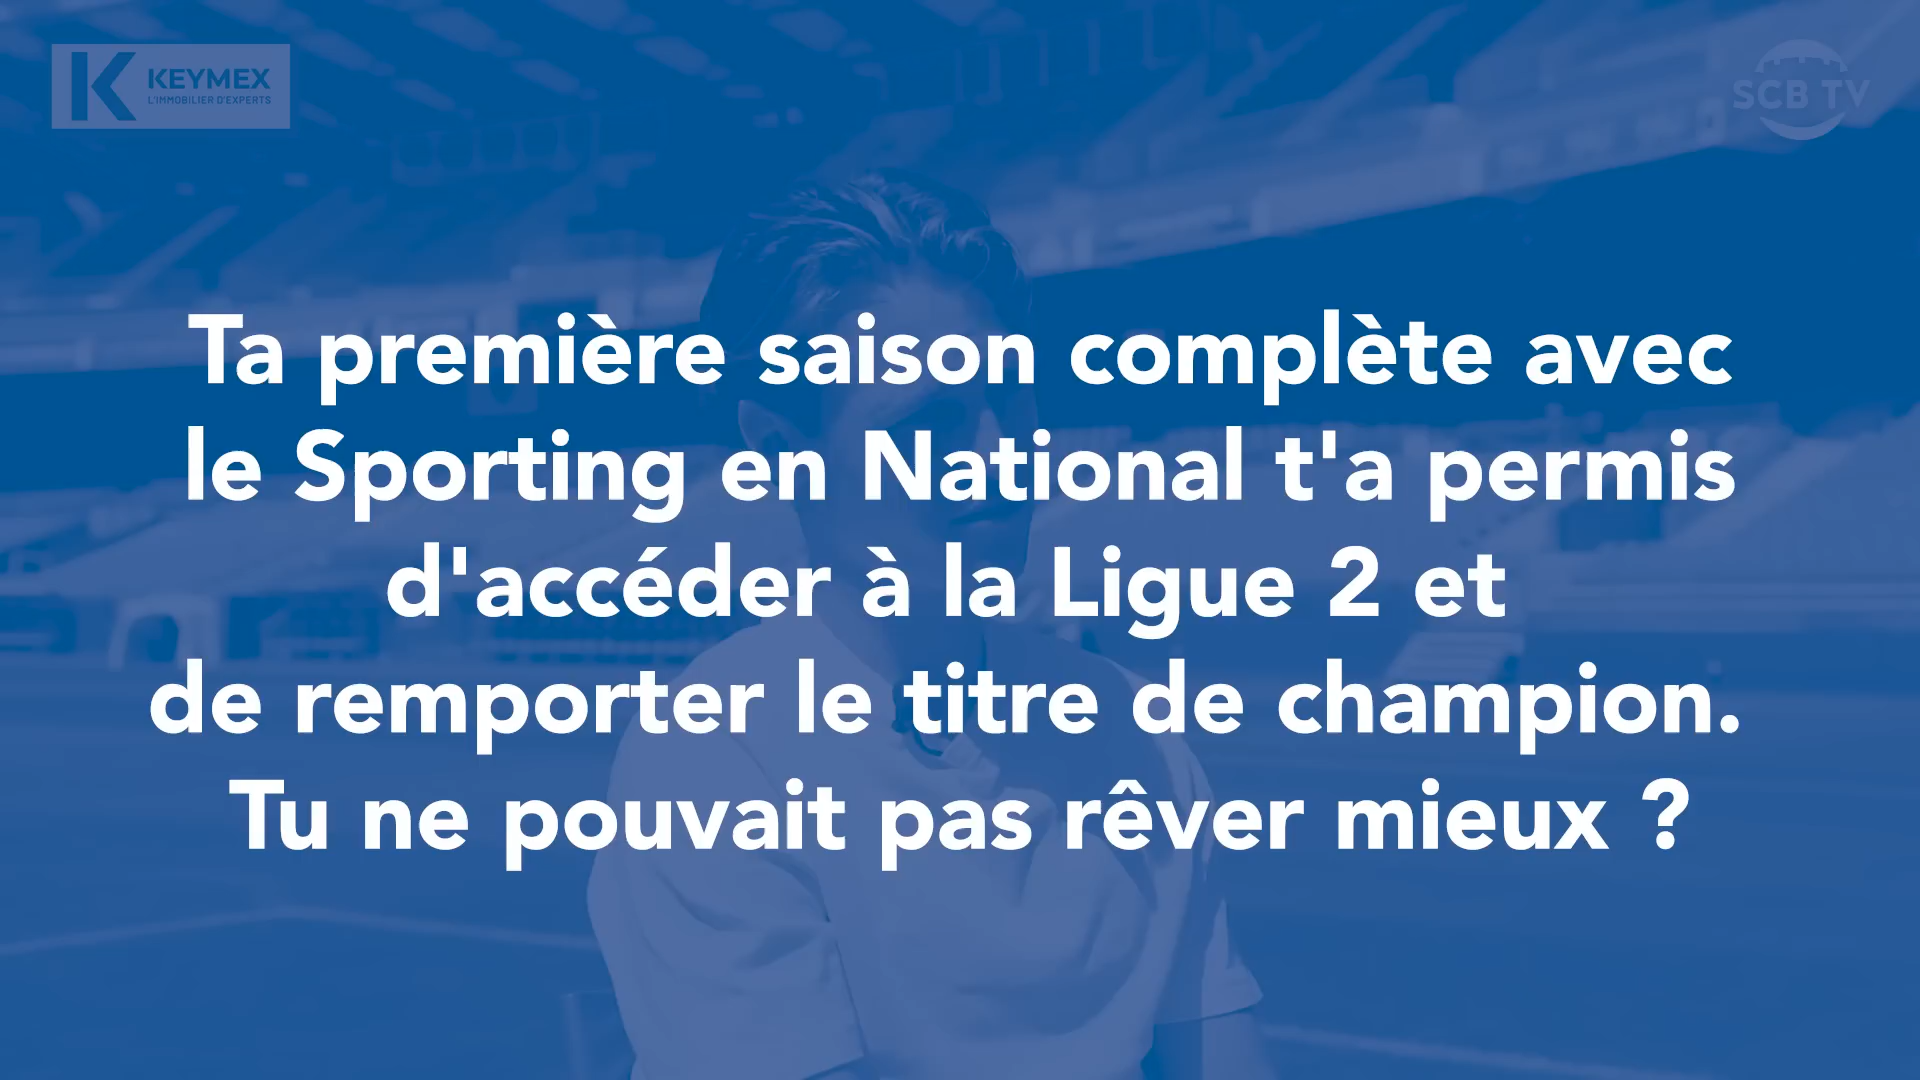 KEYMEX
L'IMMOBILIER D'EXPERTS
SCB TV
Ta première saison complète avec
le Sporting en National t'a permis
d'accéder à la Ligue 2 et
de remporter le titre de champion.
Tu ne pouvait pas rêver mieux ?